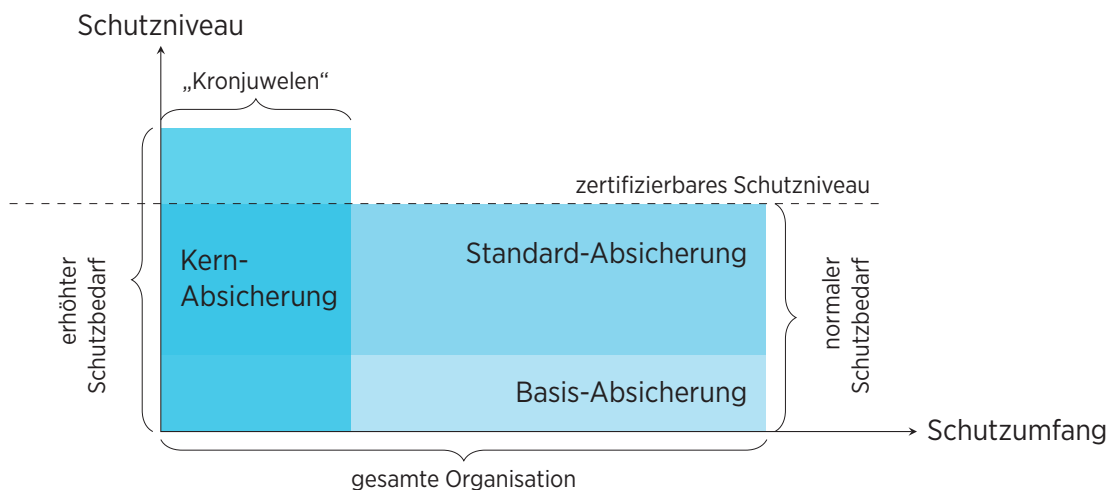 Schutzniveau
„Kronjuwelen“
zertifizierbares Schutzniveau
erhöhter
Schutzbedarf
Kern-
Absicherung
Standard-Absicherung
normaler
Schutzbedarf
Basis-Absicherung
Schutzumfang
gesamte Organisation